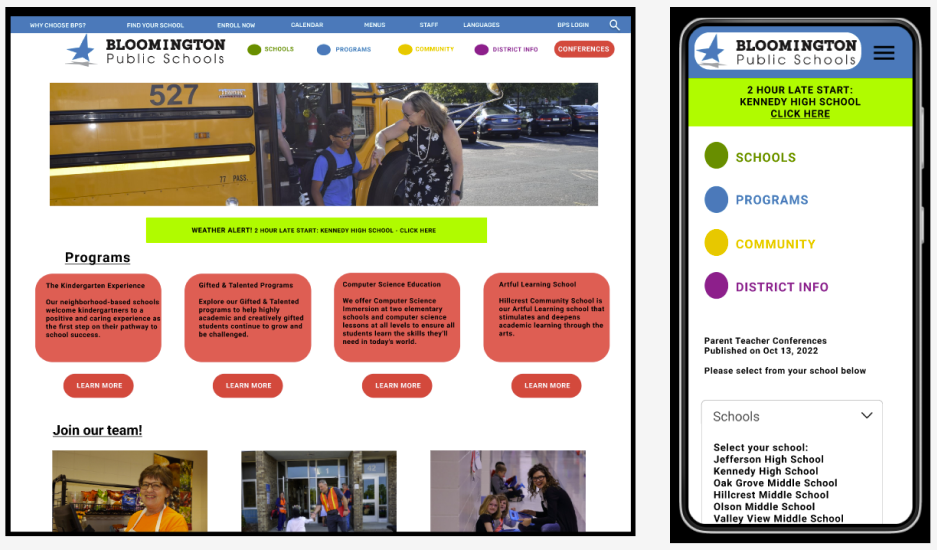 WHY CHOOSE BPS? FIND YOUR SCHOOL ENROLL NOW CALENDAR MENUS STAFF LANGUAGES BPS LOGIN
BLOOMINGTON
Public Schools
SCHOOLS PROGRAMS COMMUNITY DISTRICT INFO CONFERENCES
527
77 PASS.
WEATHER ALERT! 2 HOUR LATE START: KENNEDY HIGH SCHOOL - CLICK HERE
Programs
The Kindergarten Experience
Our neighborhood-based schools
welcome kindergartners to a
positive and caring experience as
the first step on their pathway to
school success.
LEARN MORE
Gifted & Talented Programs
Explore our Gifted & Talented
programs to help highly
academic and creatively gifted
students continue to grow and
be challenged.
LEARN MORE
Computer Science Education
We offer Computer Science
Immersion at two elementary
schools and computer science
lessons at all levels to ensure all
students learn the skills they'll
need in today's world.
LEARN MORE
Artful Learning School
Hillcrest Community School is
our Artful Learning school that
stimulates and deepens
academic learning through the
arts.
LEARN MORE
Join our team!
BLOOMINGTON
Public Schools
2 HOUR LATE START:
KENNEDY HIGH SCHOOL
CLICK HERE
SCHOOLS
PROGRAMS
COMMUNITY
DISTRICT INFO
Parent Teacher Conferences
Published on Oct 13, 2022
Please select from your school below
Schools
Select your school:
Jefferson High School
Kennedy High School
Oak Grove Middle School
Hillcrest Middle School
Olson Middle School
Valley View Middle School